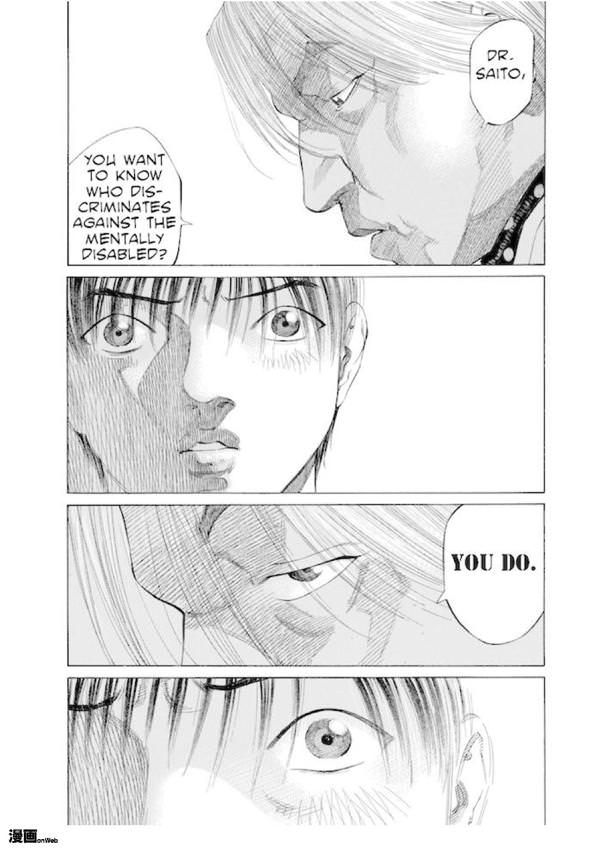 DR.
SAITO,
YOU WANT
TO KNOW
WHO DIS-
CRIMINATES
AGAINST THE
MENTALLY
DISABLED?
YOU DO.
漫画onWeb